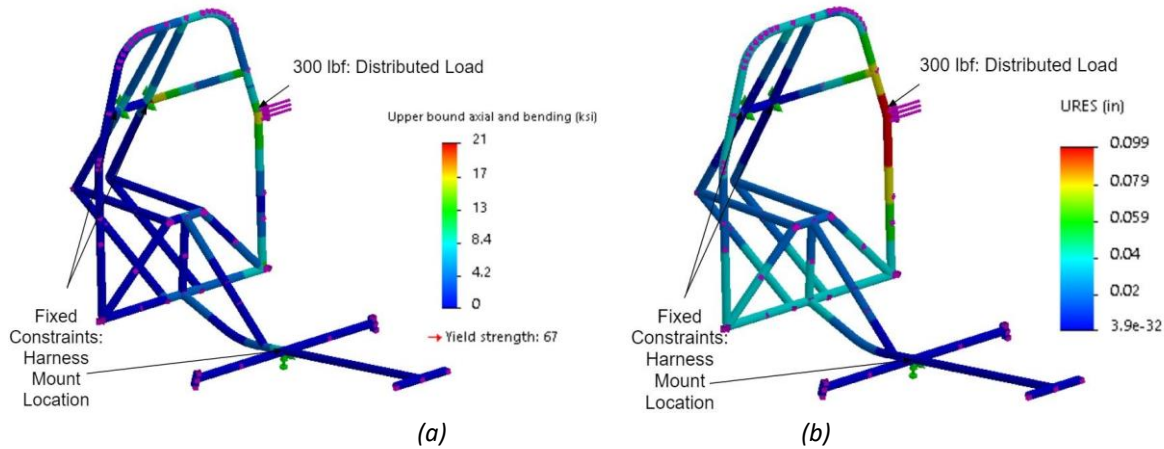 300 lbf: Distributed Load
Upper bound axial and bending (ksi)
21
17
13
8.4
4.2
0
Yield strength: 67
Fixed
Constraints:
Harness
Mount
Location
(a)
300 lbf: Distributed Load
URES (in)
0.099
0.079
0.059
0.04
0.02
3.9e-32
Fixed
Constraints:
Harness
Mount
Location
(b)